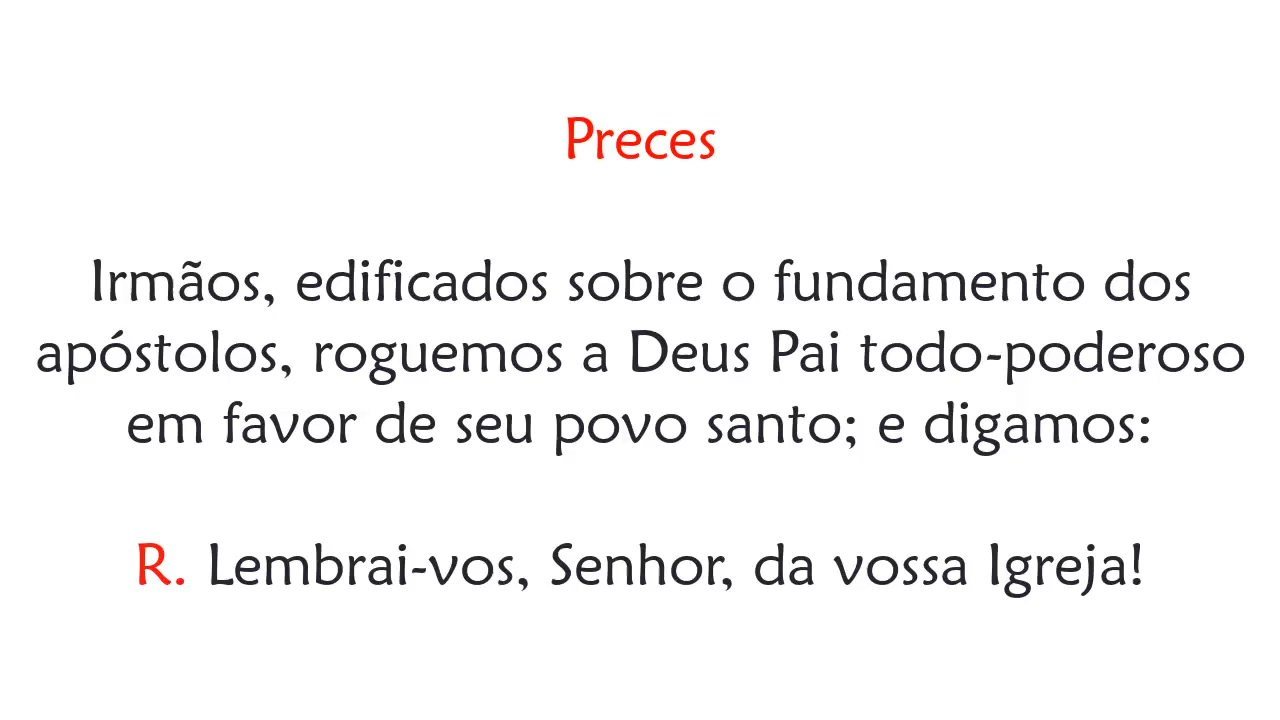 Preces
Irmãos, edificados sobre o fundamento dos
apóstolos, roguemos a Deus Pai todo-poderoso
em favor de seu povo santo; e digamos:
R. Lembrai-vos, Senhor, da vossa Igreja!